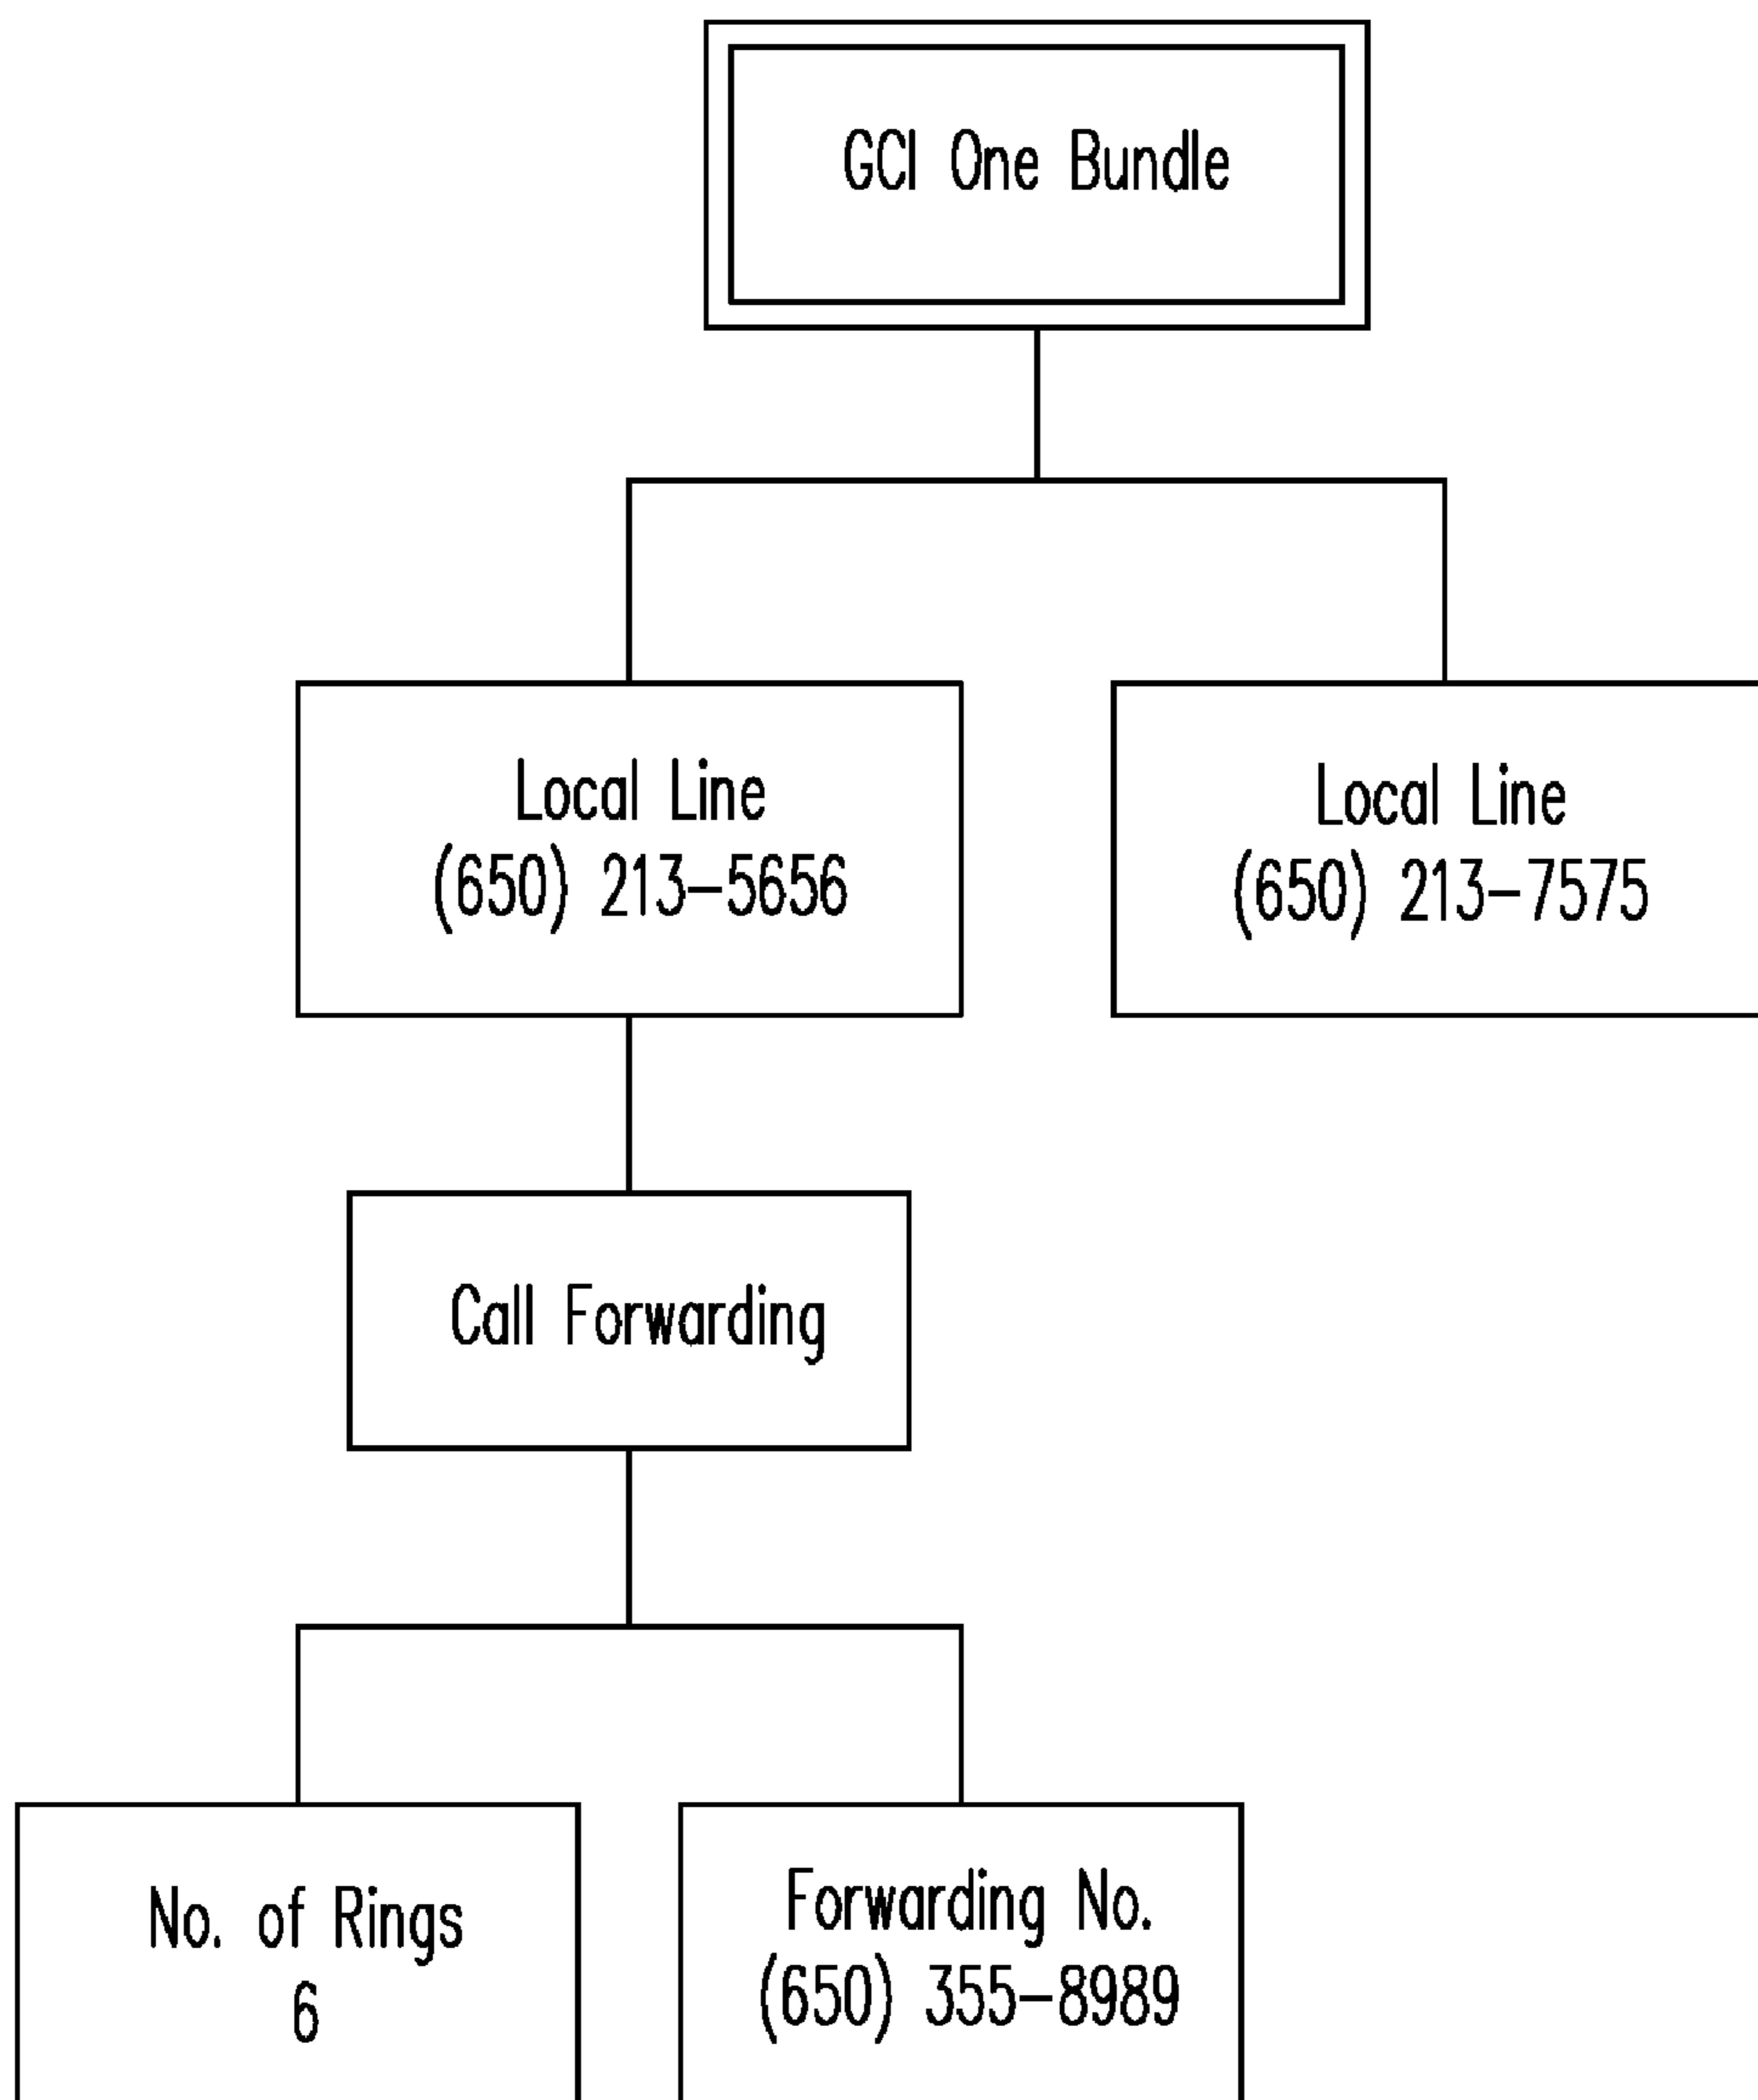 GCI One Bundle
Local Line
(650) 213-5656
Local Line
(650) 213-7575
Call Forwarding
No. of Rings
6
Forwarding No.
(650) 355-8989